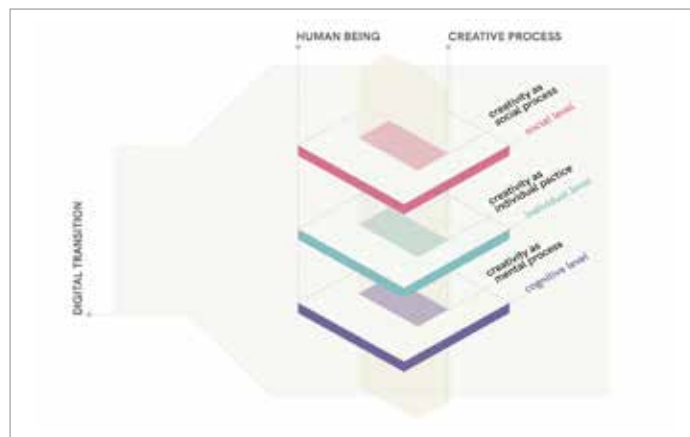 HUMAN BEING
CREATIVE PROCESS
creativity as
social process
social level
creativity as
individual pactice
individual level
creativity as
mental process
cognitive level
DIGITAL TRANSITION